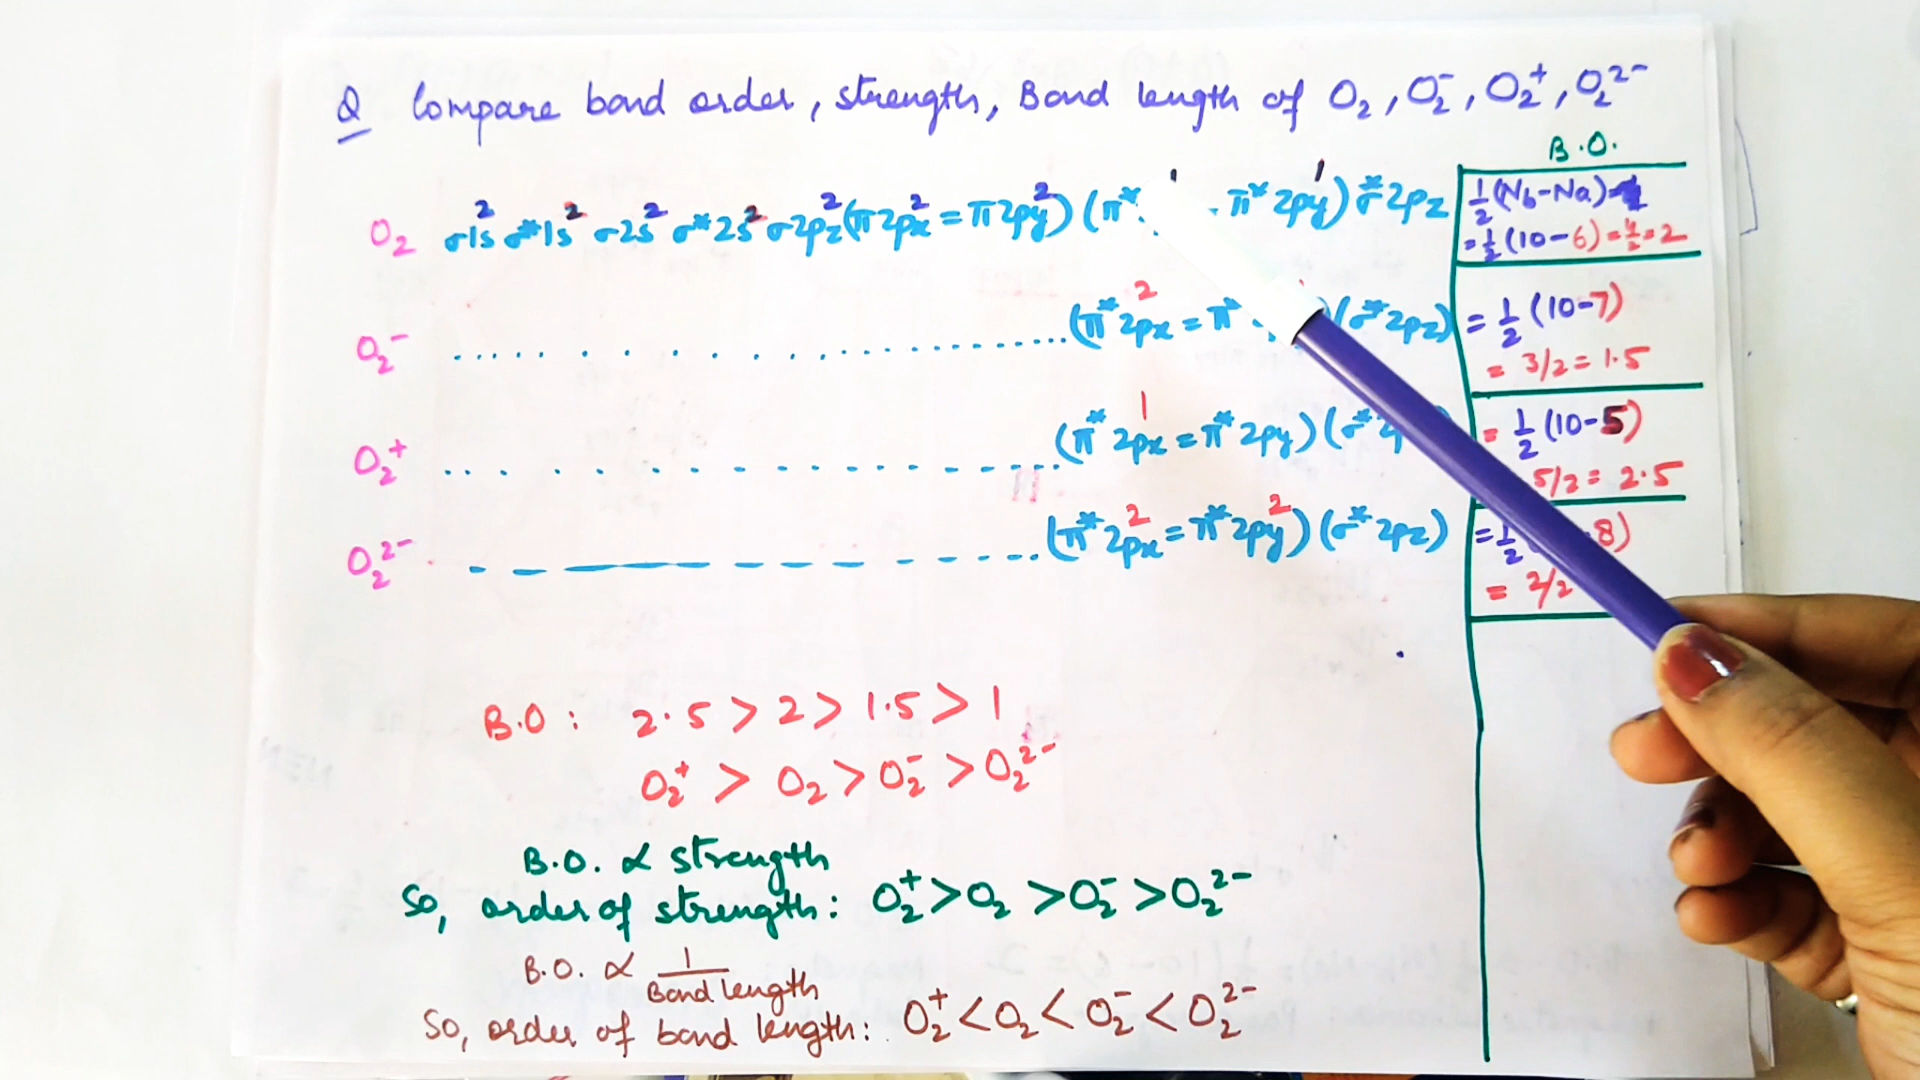 Q Compare bond order, strength, Bond length of O₂, O₂⁻, O₂⁺, O₂²⁻
B.O.
O₂ σ1s² σ*1s² σ2s² σ*2s² σ2pz² (π2px² = π2py²) (π* π*2py¹) σ*2pz
½(Nb-Na)
=½(10-6)=4/2=2
O₂⁻ .......... (π*2px² = π* )(σ*2pz)
= ½(10-7)
= 3/2 = 1.5
O₂⁺ .......... (π*2px¹ = π*2py)(σ*
= ½(10-5)
5/2 = 2.5
O₂²⁻ .......... (π*2px² = π*2py²)(σ*2pz)
=½ 8)
= 2/2
B.O : 2.5 > 2 > 1.5 > 1
O₂⁺ > O₂ > O₂⁻ > O₂²⁻
B.O. ∝ strength
So, order of strength: O₂⁺ > O₂ > O₂⁻ > O₂²⁻
B.O. ∝ 1/Bond length
So, order of bond length: O₂⁺ < O₂ < O₂⁻ < O₂²⁻